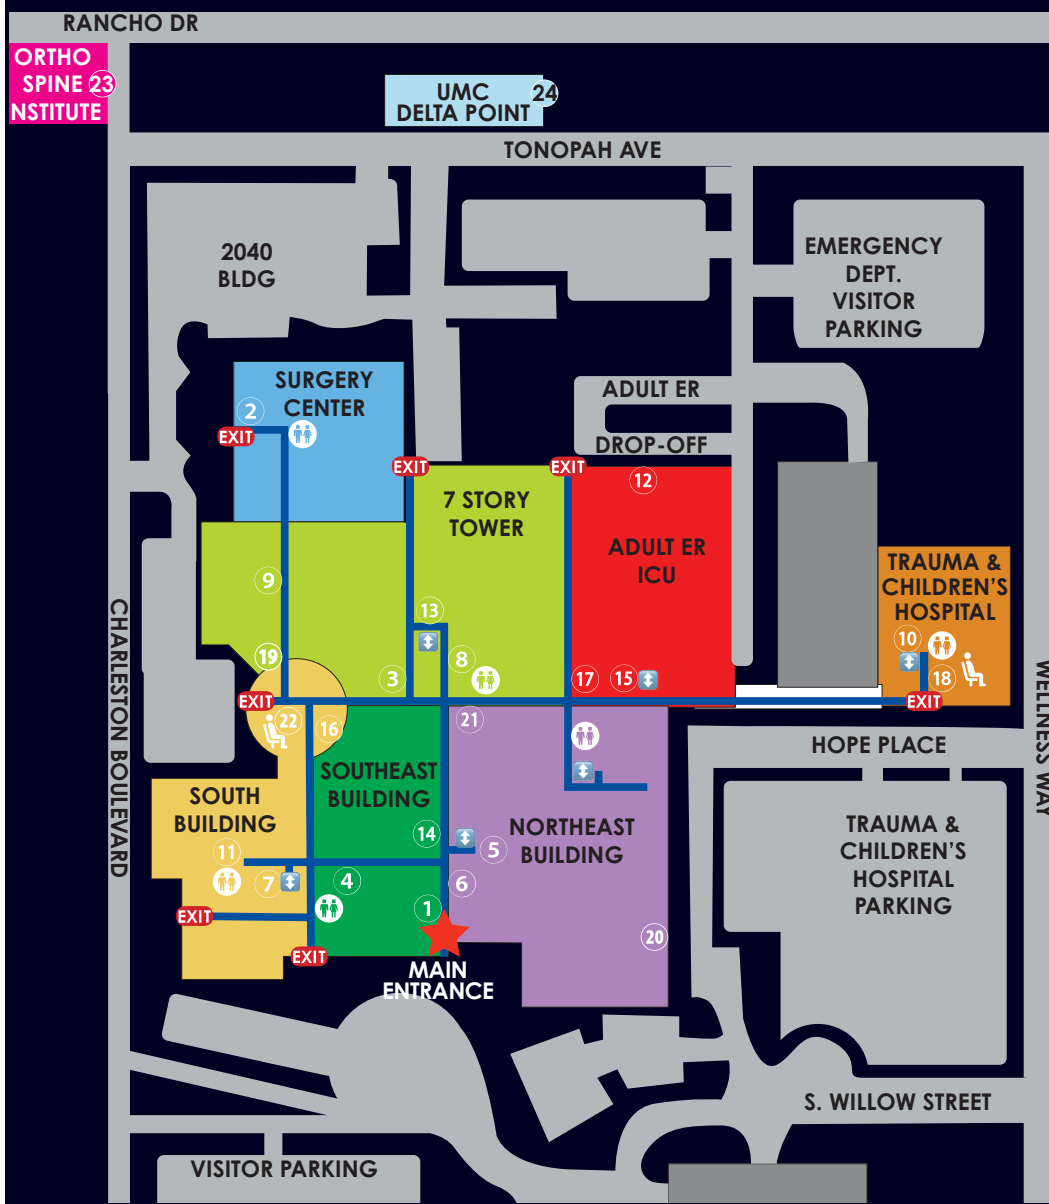 RANCHO DR
ORTHO
SPINE 23
NSTITUTE
UMC 24
DELTA POINT
TONOPAH AVE
2040
BLDG
EMERGENCY
DEPT.
VISITOR
PARKING
SURGERY
CENTER
2
EXIT
ADULT ER
DROP-OFF
EXIT
EXIT
12
7 STORY
TOWER
ADULT ER
ICU
9
13
TRAUMA &
CHILDREN'S
HOSPITAL
10
19
8
3
17
15
18
EXIT
EXIT
CHARLESTON BOULEVARD
WELLNESS WAY
22
16
21
HOPE PLACE
SOUTHEAST
BUILDING
SOUTH
BUILDING
14
5
NORTHEAST
BUILDING
TRAUMA &
CHILDREN'S
HOSPITAL
PARKING
11
7
4
6
1
EXIT
20
EXIT
MAIN
ENTRANCE
S. WILLOW STREET
VISITOR PARKING